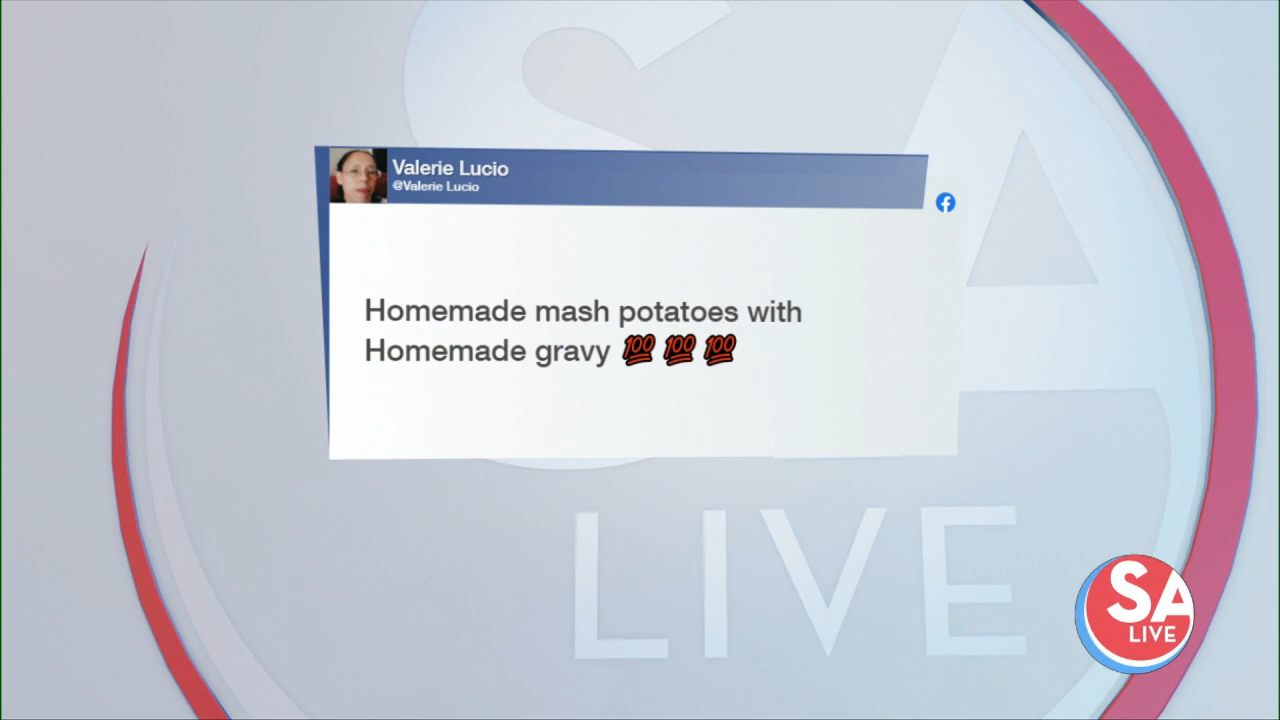 Valerie Lucio
@Valerie Lucio
Homemade mash potatoes with
Homemade gravy 💯 💯 💯
SA
LIVE
SA
LIVE